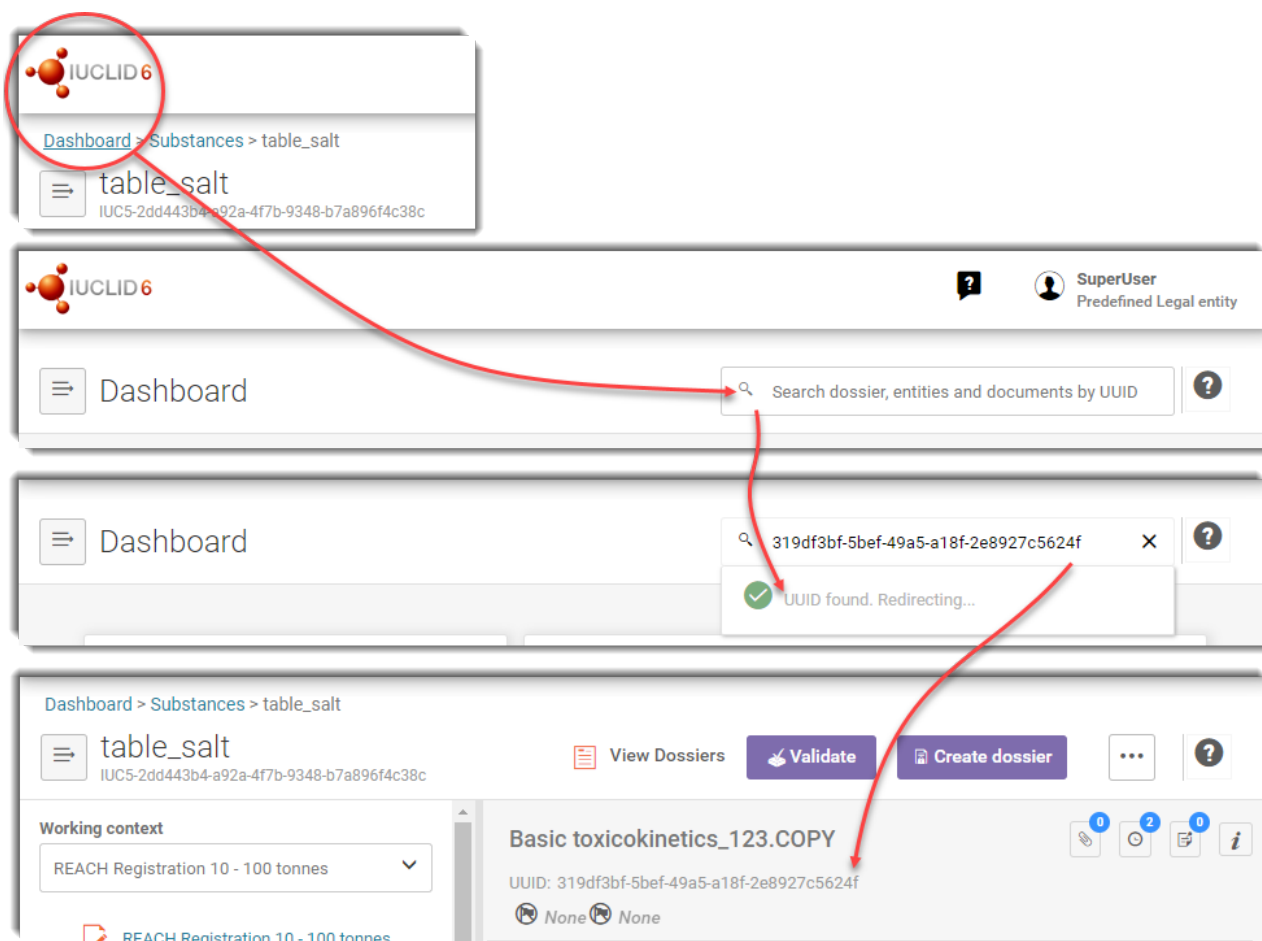 IUCLID 6
Dashboard > Substances > table_salt
table_salt
IUC5-2dd443b4-a92a-4f7b-9348-b7a896f4c38c
IUCLID 6
?
SuperUser
Predefined Legal entity
Dashboard
Search dossier, entities and documents by UUID
?
Dashboard
319df3bf-5bef-49a5-a18f-2e8927c5624f
?
UUID found. Redirecting...
Dashboard > Substances > table_salt
table_salt
IUC5-2dd443b4-a92a-4f7b-9348-b7a896f4c38c
View Dossiers
Validate
Create dossier
?
Working context
REACH Registration 10 - 100 tonnes
REACH Registration 10 - 100 tonnes
Basic toxicokinetics_123.COPY
0
2
0
i
UUID: 319df3bf-5bef-49a5-a18f-2e8927c5624f
None None